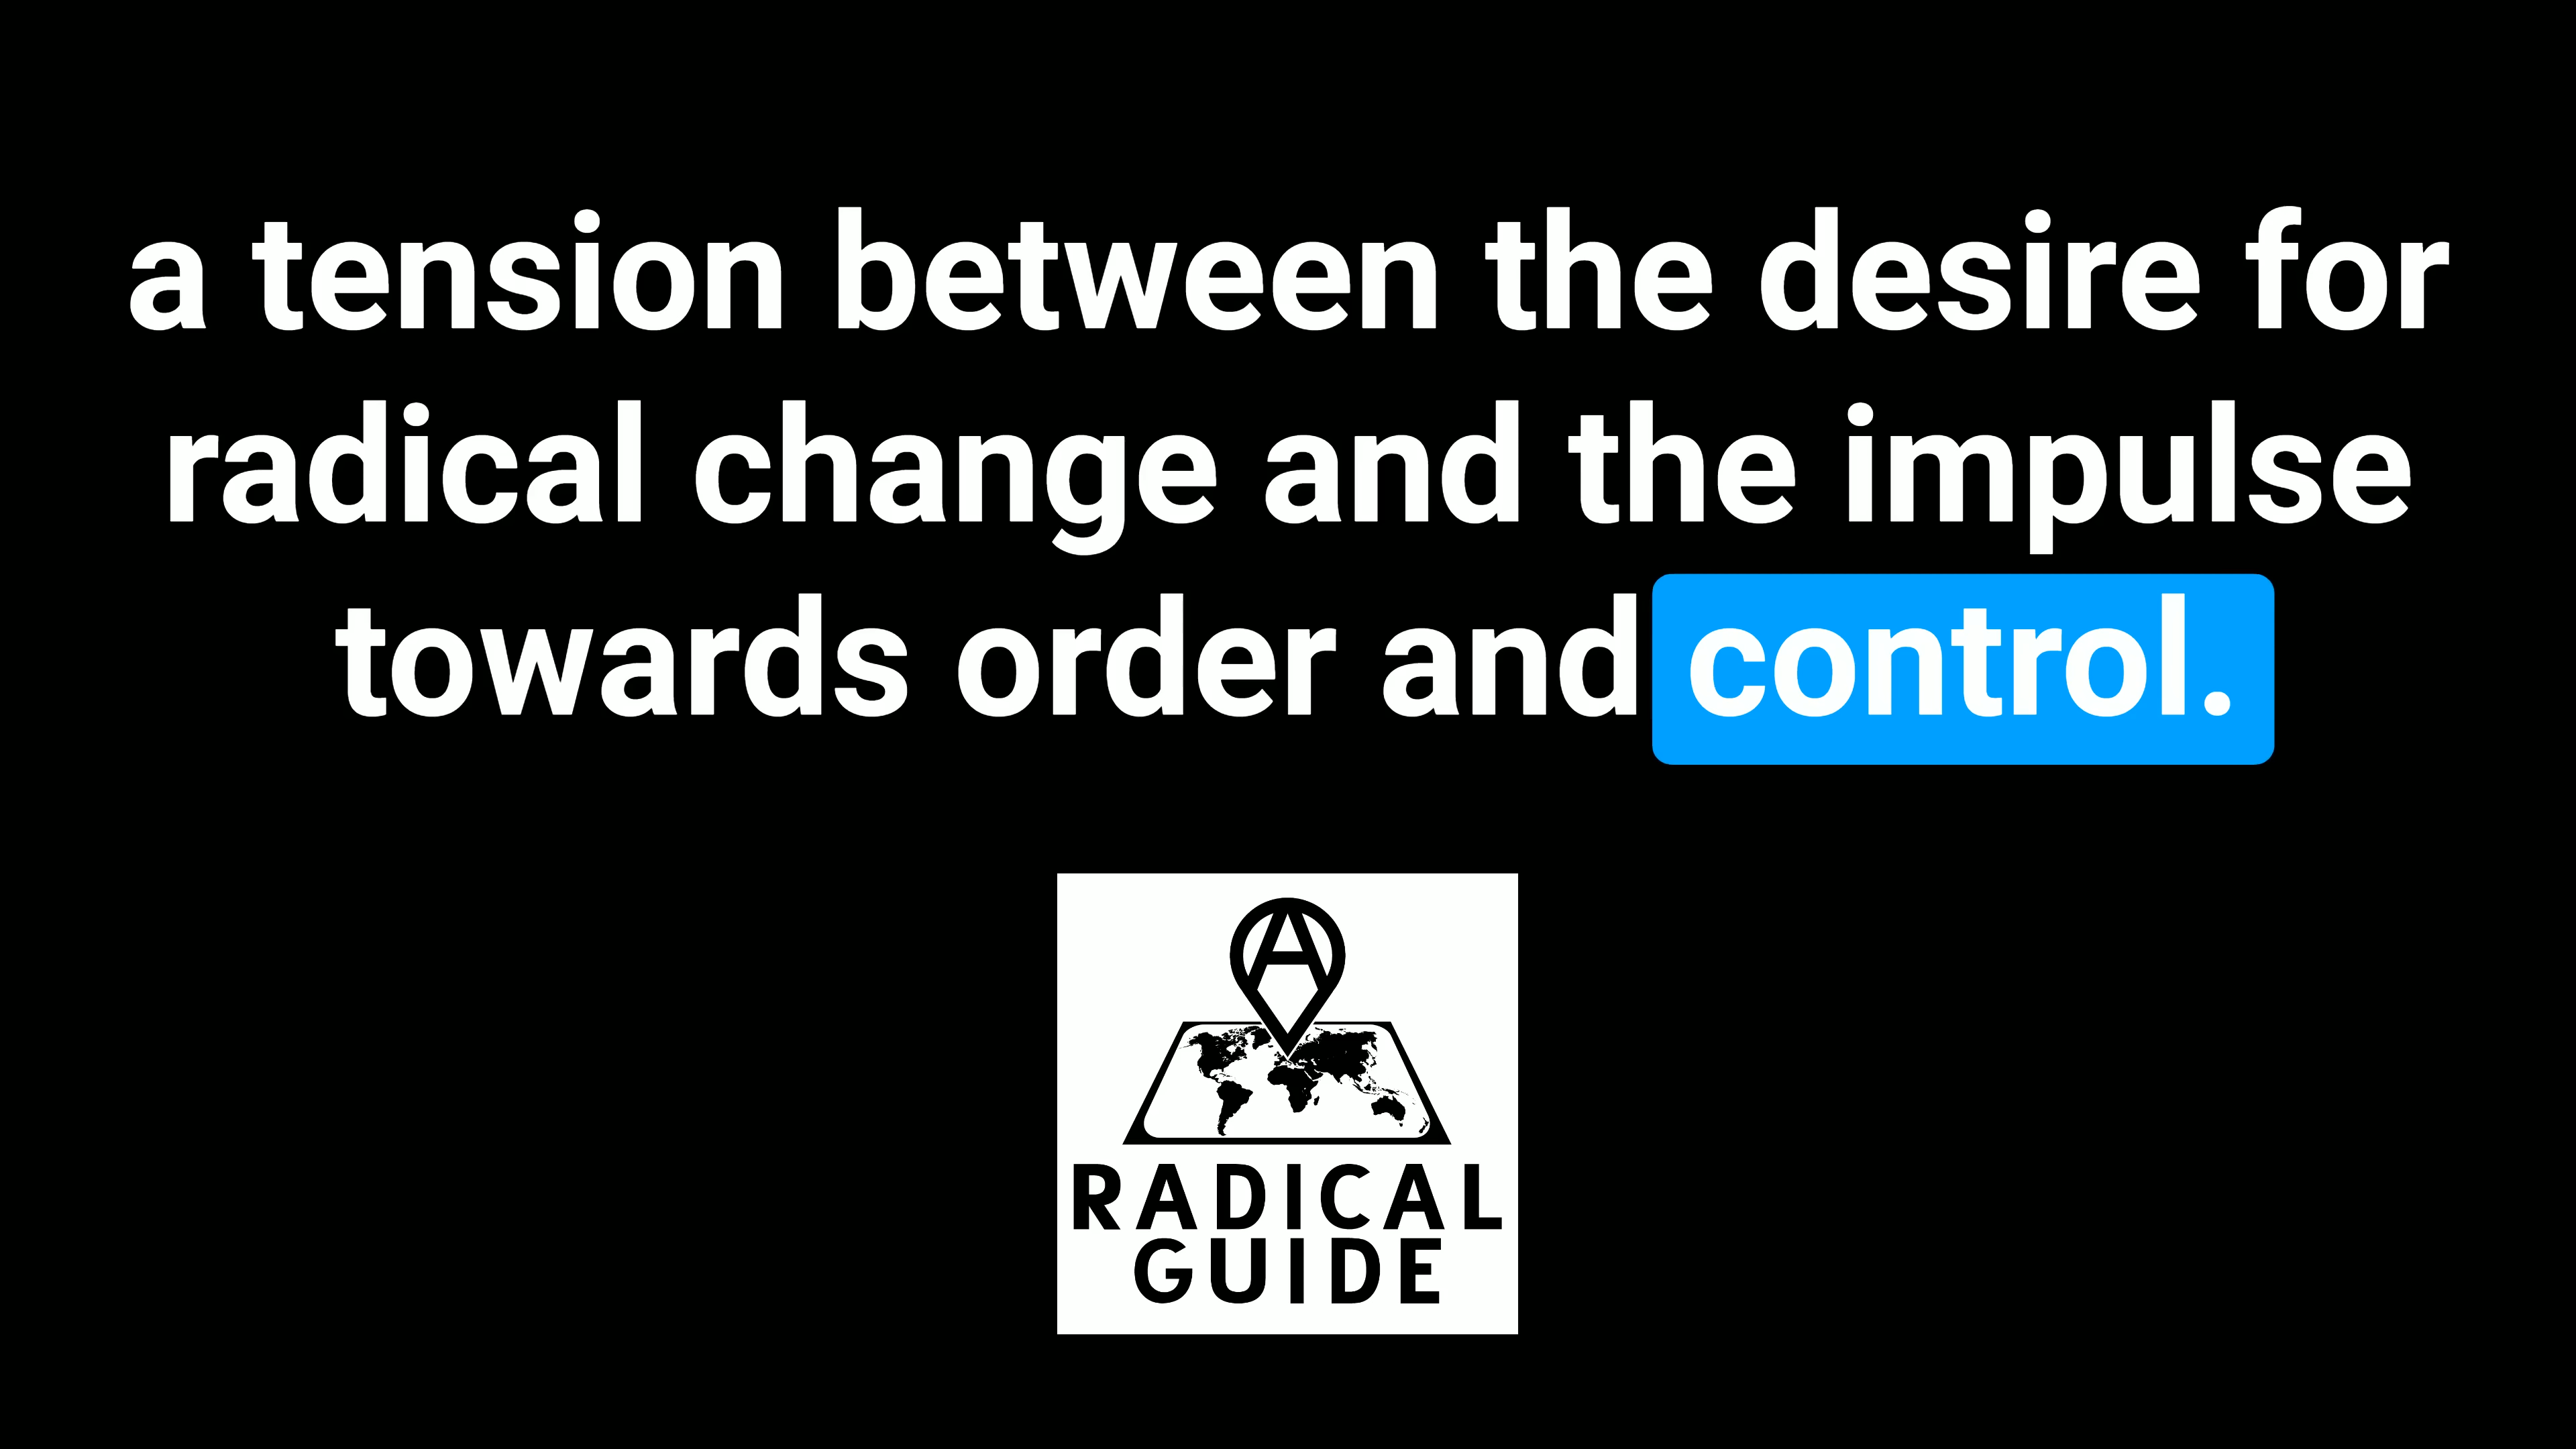 a tension between the desire for
radical change and the impulse
towards order and control.
A
RADICAL
GUIDE